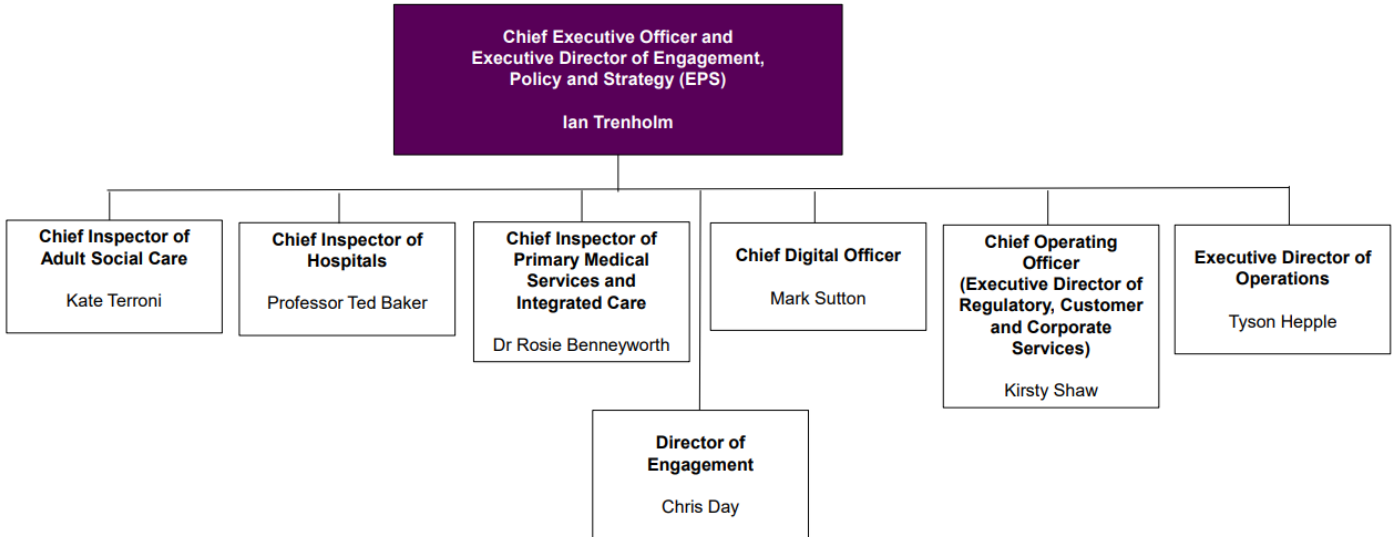 Chief Executive Officer and
Executive Director of Engagement,
Policy and Strategy (EPS)
Ian Trenholm
Chief Inspector of
Adult Social Care
Kate Terroni
Chief Inspector of
Hospitals
Professor Ted Baker
Chief Inspector of
Primary Medical
Services and
Integrated Care
Dr Rosie Benneyworth
Chief Digital Officer
Mark Sutton
Chief Operating
Officer
(Executive Director of
Regulatory, Customer
and Corporate
Services)
Kirsty Shaw
Executive Director of
Operations
Tyson Hepple
Director of
Engagement
Chris Day